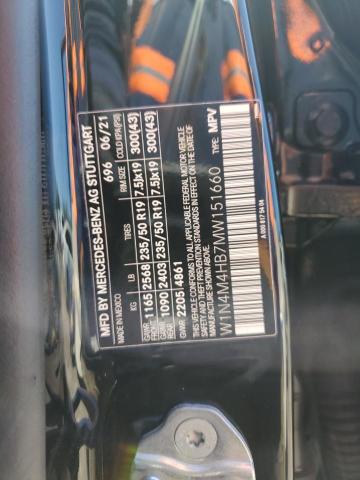 MFD BY MERCEDES-BENZ AG STUTTGART
MADE IN MEXICO 696 06/21
KG LB TIRES RIM SIZE COLD KPA(PSI)
GAWR FRONT 1165 2568 235/50 R19 7.5Jx19 300(43)
GAWR REAR 1090 2403 235/50 R19 7.5Jx19 300(43)
GVWR 2205 4861
THIS VEHICLE CONFORMS TO ALL APPLICABLE FEDERAL MOTOR VEHICLE
SAFETY AND THEFT PREVENTION STANDARDS IN EFFECT
ON THE DATE OF MANUFACTURE SHOWN ABOVE.
W1N4M4HB7MW151660 TYPE: MPV